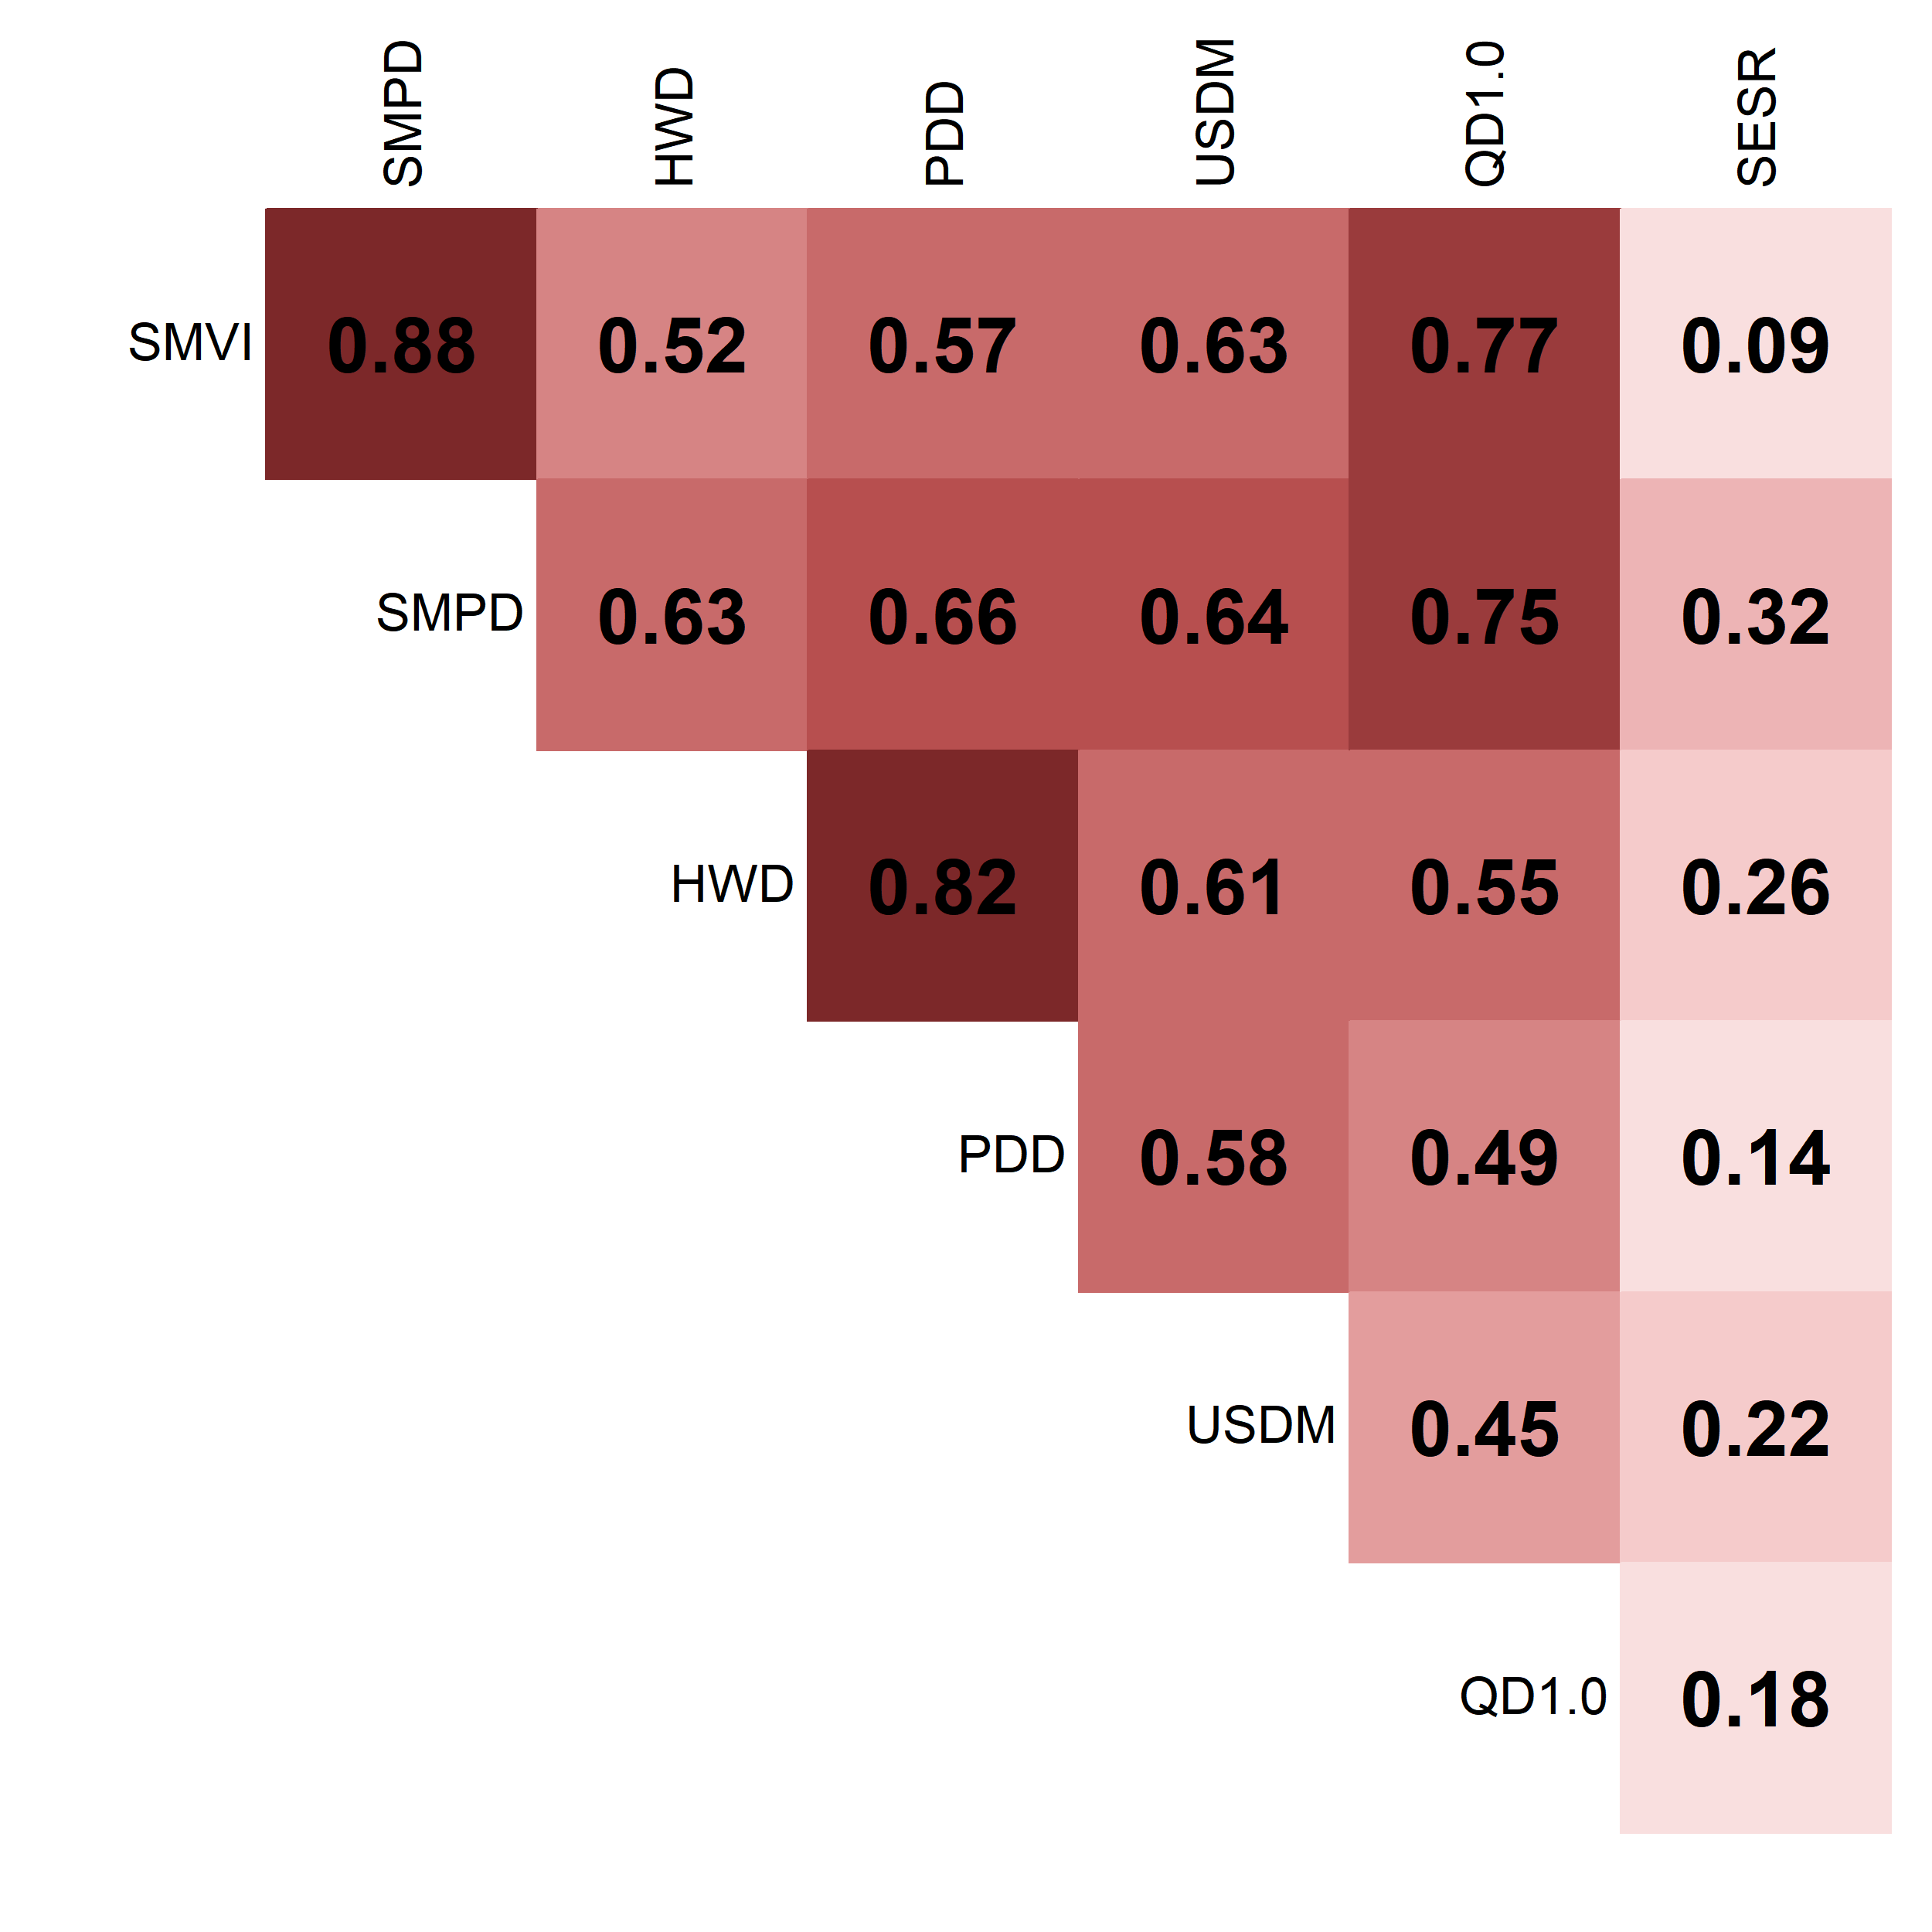 SMPD HWD PDD USDM QD1.0 SESR
SMVI 0.88 0.52 0.57 0.63 0.77 0.09
SMPD 0.63 0.66 0.64 0.75 0.32
HWD 0.82 0.61 0.55 0.26
PDD 0.58 0.49 0.14
USDM 0.45 0.22
QD1.0 0.18